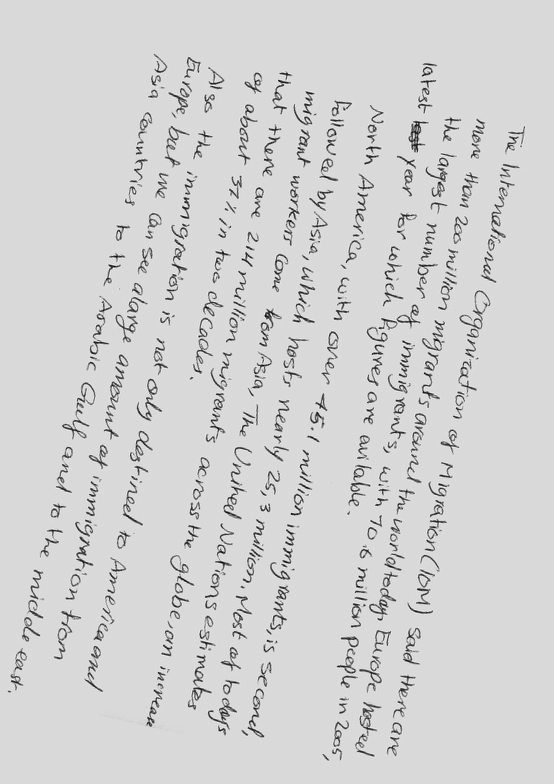 The International Organization of Migration (IOM) said there are
more than 200 million migrants around the world today. Europe hosted
the largest number of immigrants, with 70.6 million people in 2005,
latest year for which figures are available.
North America, with over 45.1 million immigrants, is second,
followed by Asia, which hosts nearly 25,3 million. Most of todays
migrant workers come from Asia, The United Nations estimates
that there are 214 million migrants across the globe, an increase
of about 37% in two decades.
Also the immigration is not only destined to America and
Europe, but we can see a large amount of immigration from
Asia countries to the Arabic Gulf and to the middle east.